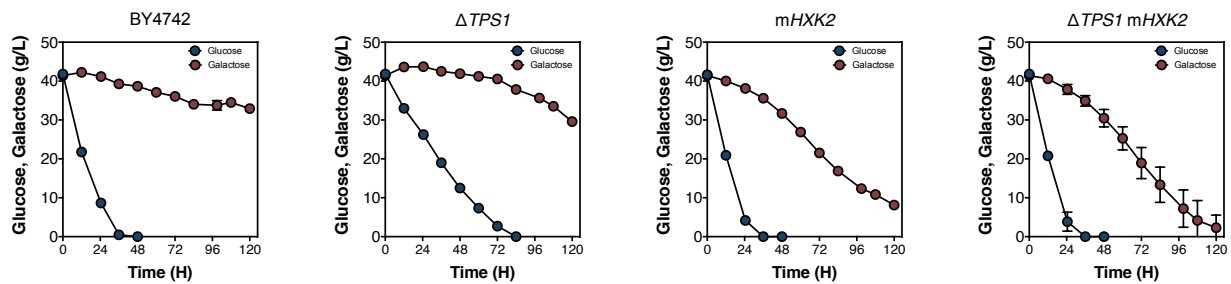 BY4742
50
40
30
20
10
0
Glucose, Galactose (g/L)
Glucose
Galactose
0 24 48 72 96 120
Time (H)
ΔTPS1
50
40
30
20
10
0
Glucose, Galactose (g/L)
Glucose
Galactose
0 24 48 72 96 120
Time (H)
mHXK2
50
40
30
20
10
0
Glucose, Galactose (g/L)
Glucose
Galactose
0 24 48 72 96 120
Time (H)
ΔTPS1 mHXK2
50
40
30
20
10
0
Glucose, Galactose (g/L)
Glucose
Galactose
0 24 48 72 96 120
Time (H)